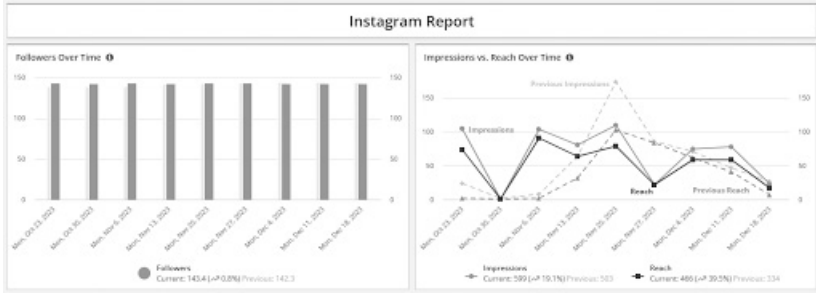 Instagram Report
Followers Over Time
Impressions vs. Reach Over Time
150
100
50
0
150
100
50
0
Mon, Oct 23, 2023
Mon, Oct 30, 2023
Mon, Nov 6, 2023
Mon, Nov 13, 2023
Mon, Nov 20, 2023
Mon, Nov 27, 2023
Mon, Dec 4, 2023
Mon, Dec 11, 2023
Mon, Dec 18, 2023
Followers
Current: 143.4 (0.8%) Previous: 142.3
Previous Impressions
Impressions
Reach
Previous Reach
150
100
50
0
150
100
50
0
Mon, Oct 23, 2023
Mon, Oct 30, 2023
Mon, Nov 6, 2023
Mon, Nov 13, 2023
Mon, Nov 20, 2023
Mon, Nov 27, 2023
Mon, Dec 4, 2023
Mon, Dec 11, 2023
Mon, Dec 18, 2023
Impressions
Current: 599 (19.1%) Previous: 503
Reach
Current: 466 (39.5%) Previous: 334